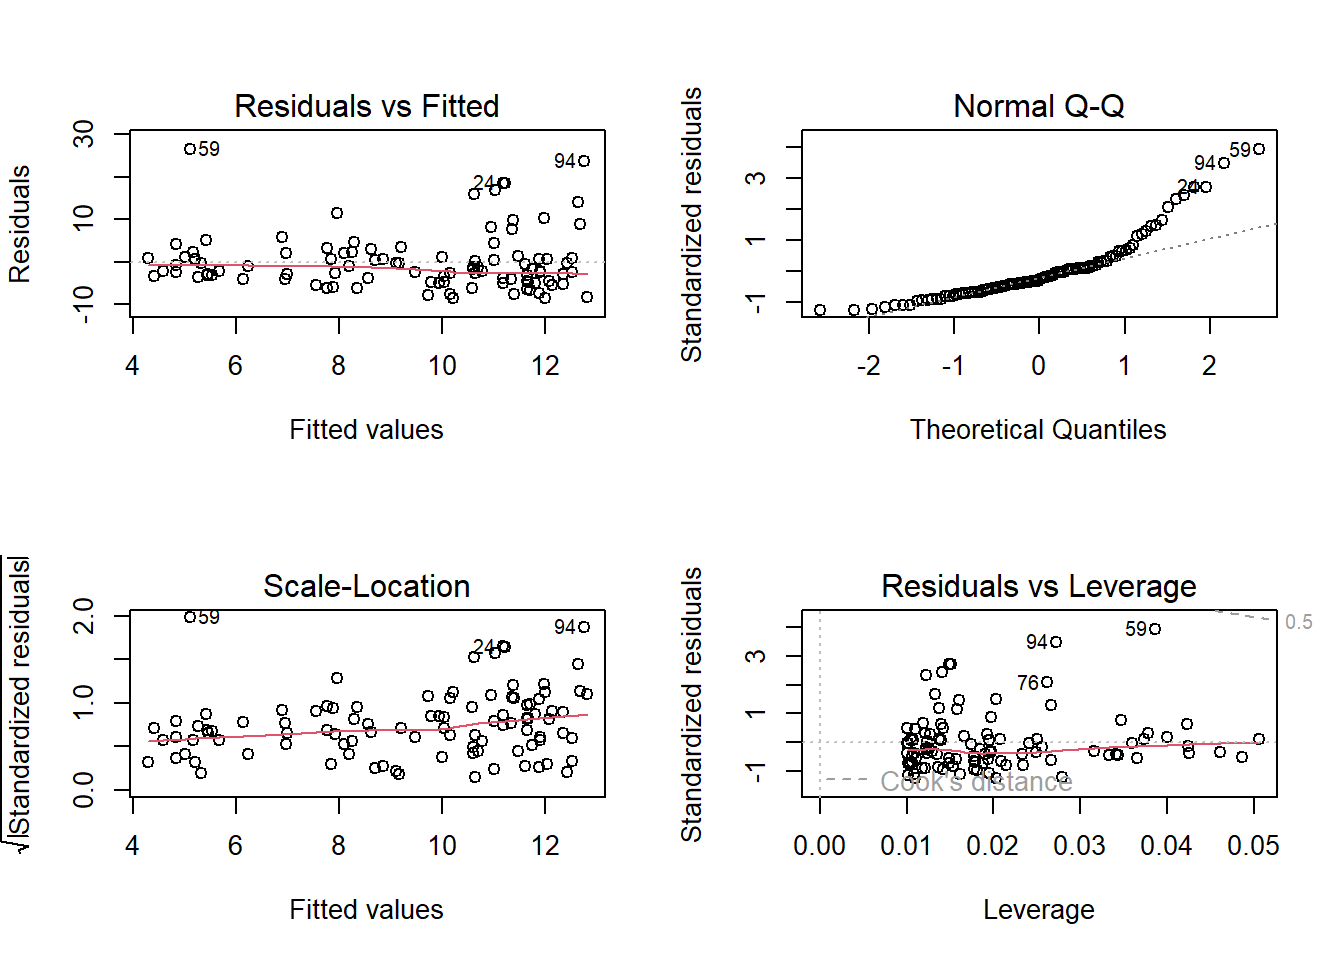 Residuals vs Fitted
Residuals
30
10
-10
59
24
94
4 6 8 10 12
Fitted values
Normal Q-Q
Standardized residuals
3
1
-1
59
94
24
-2 -1 0 1 2
Theoretical Quantiles
Scale-Location
√|Standardized residuals|
2.0
1.0
0.0
59
24
94
4 6 8 10 12
Fitted values
Residuals vs Leverage
Standardized residuals
3
1
-1
59
94
76
0.5
Cook's distance
0.00 0.01 0.02 0.03 0.04 0.05
Leverage